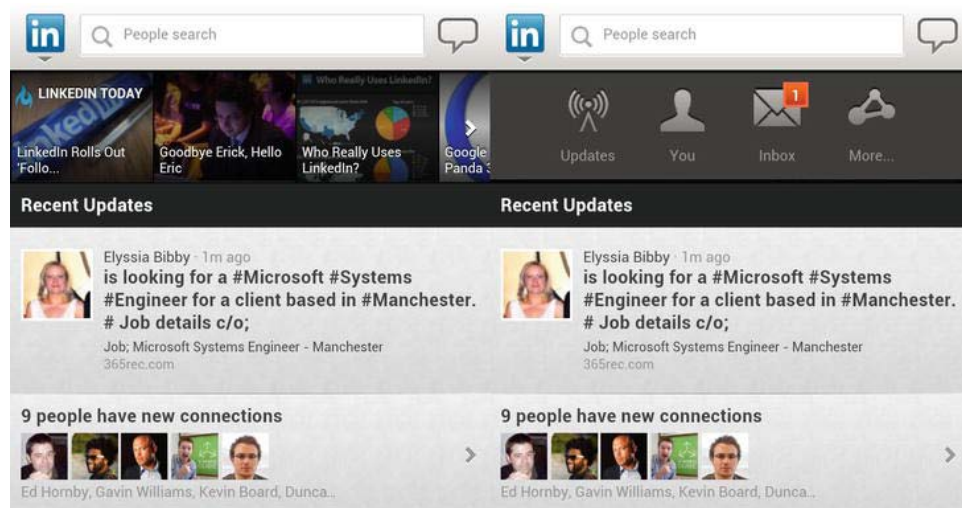 in
People search
LINKEDIN TODAY
LinkedIn Rolls Out
'Follo...
Goodbye Erick, Hello
Eric
Who Really Uses LinkedIn?
Who Really Uses
LinkedIn?
Google
Panda
Recent Updates
Elyssia Bibby · 1m ago
is looking for a #Microsoft #Systems
#Engineer for a client based in #Manchester.
# Job details c/o;
Job; Microsoft Systems Engineer - Manchester
365rec.com
9 people have new connections
Ed Hornby, Gavin Williams, Kevin Board, Dunca...
in
People search
Updates
You
1
Inbox
More...
Recent Updates
Elyssia Bibby · 1m ago
is looking for a #Microsoft #Systems
#Engineer for a client based in #Manchester.
# Job details c/o;
Job; Microsoft Systems Engineer - Manchester
365rec.com
9 people have new connections
Ed Hornby, Gavin Williams, Kevin Board, Dunca...